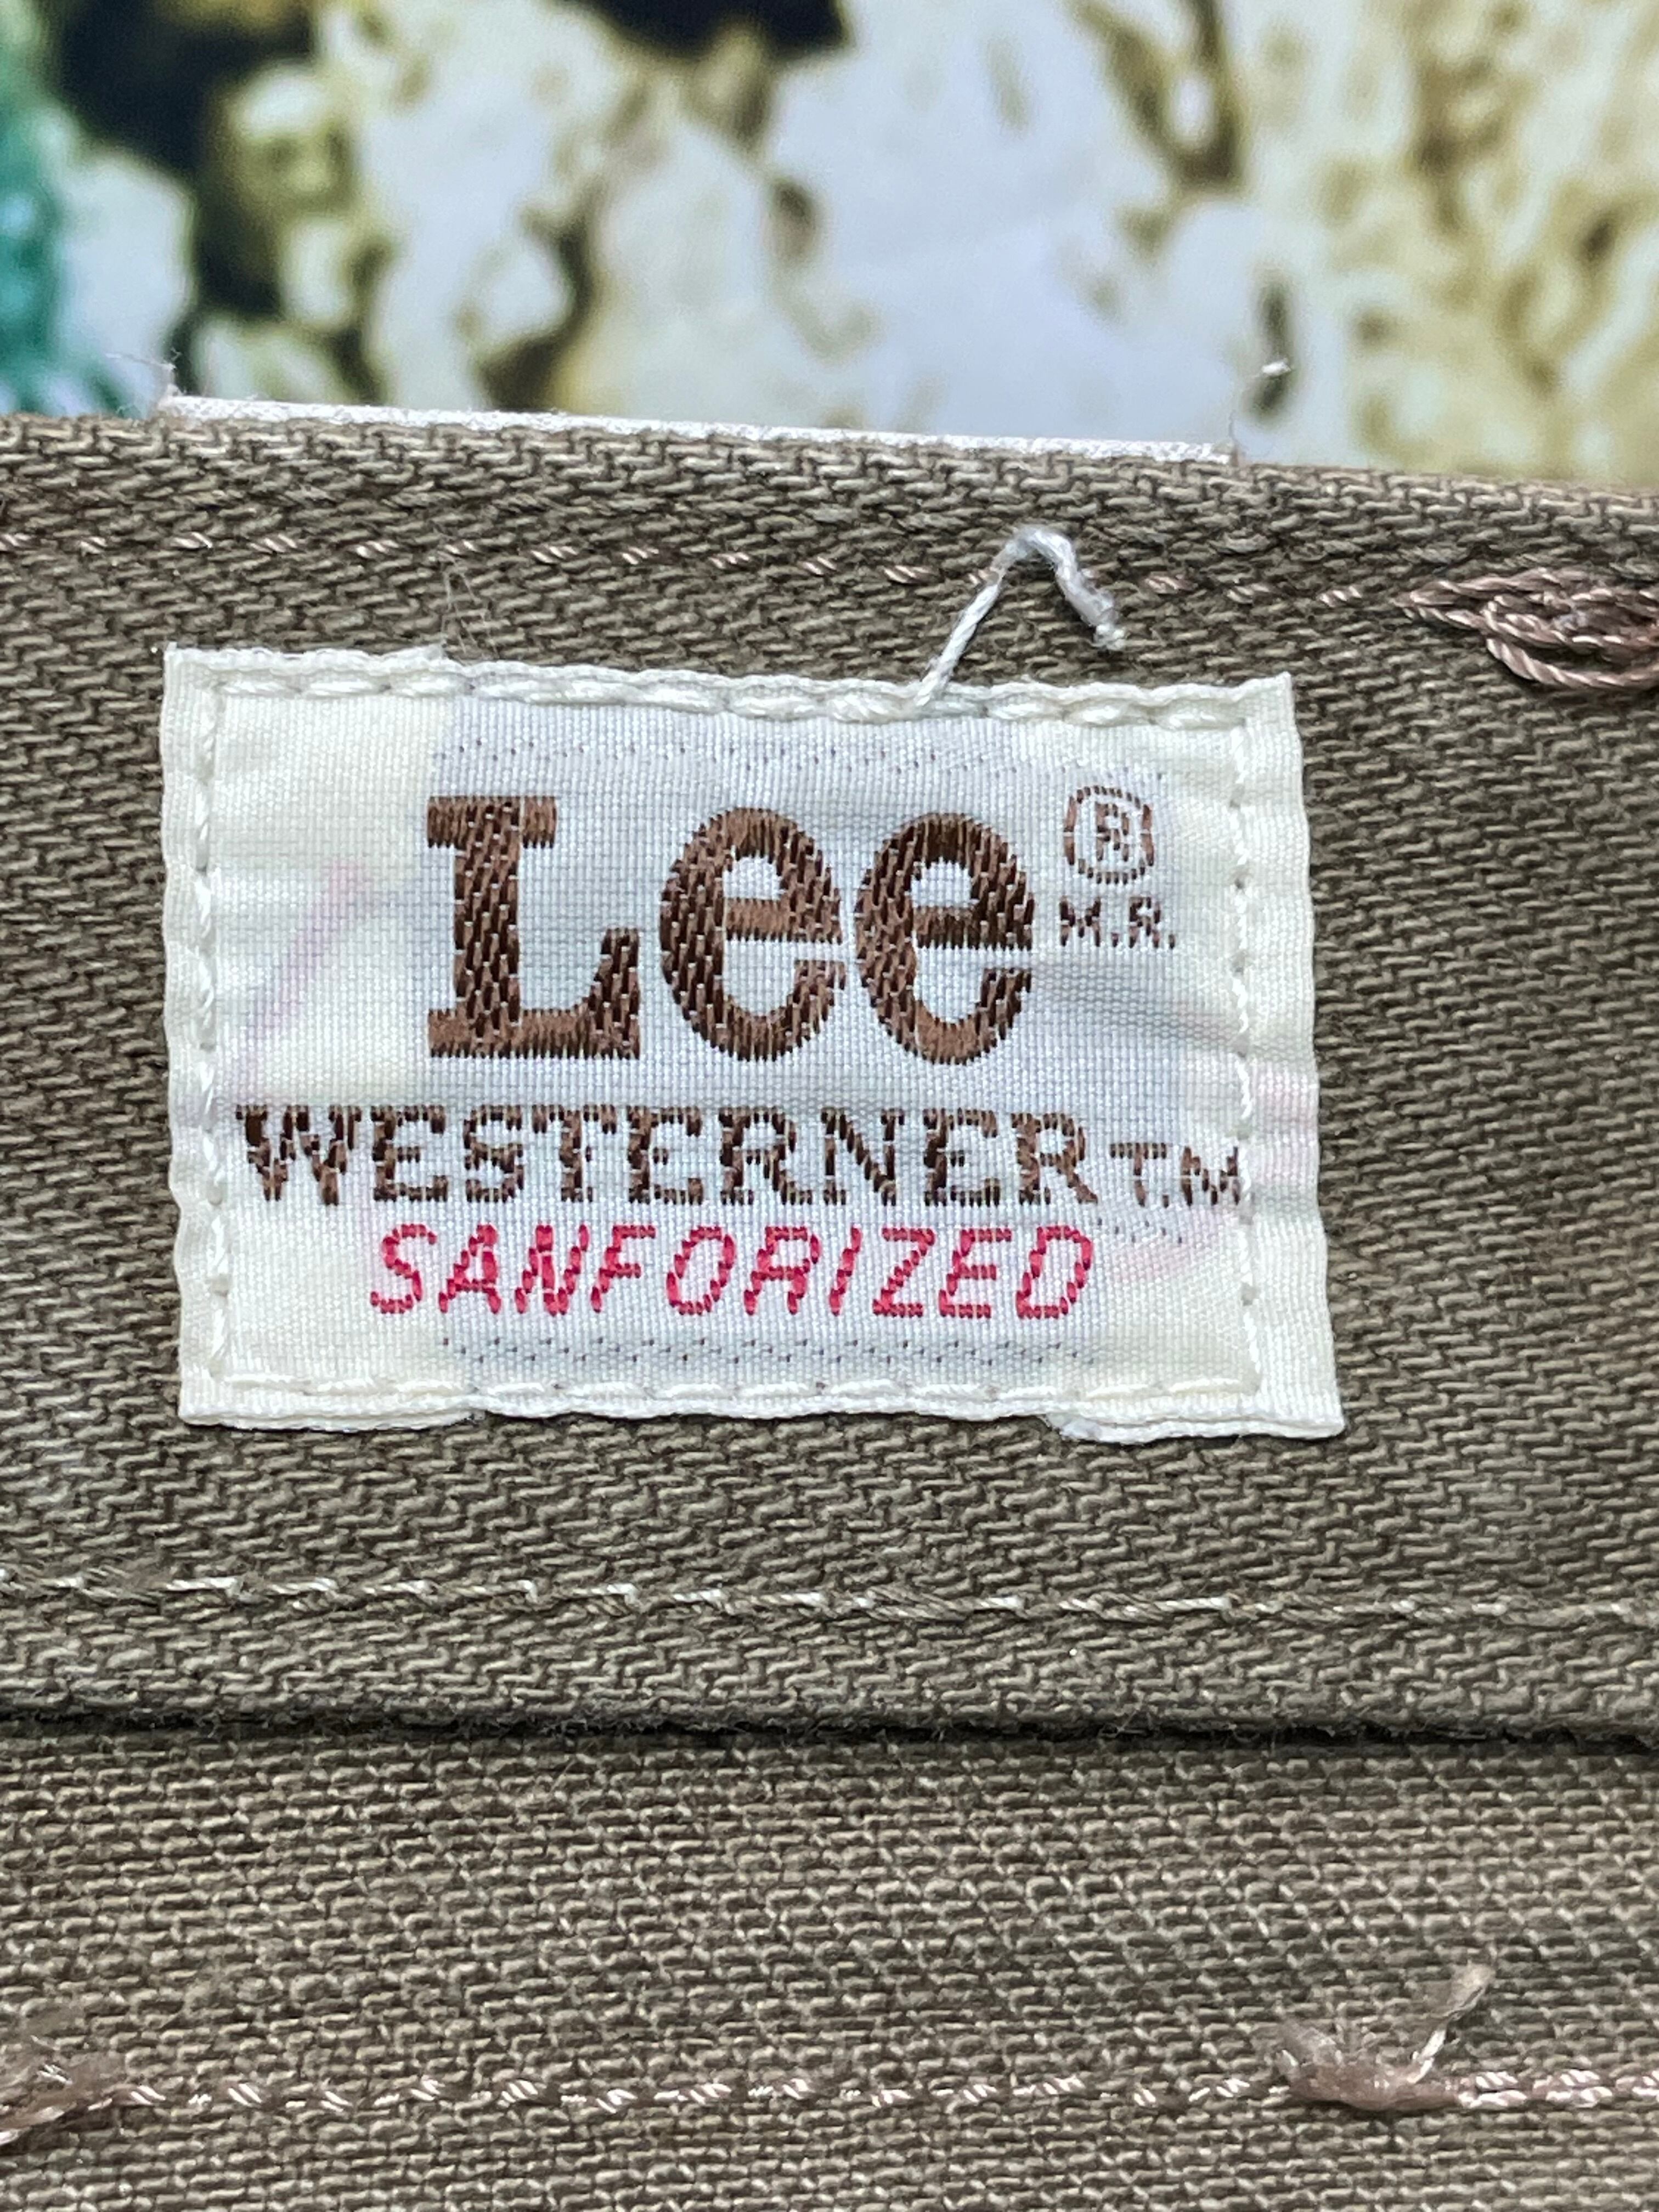 Lee ®
M.R.
WESTERNER T.M
SANFORIZED